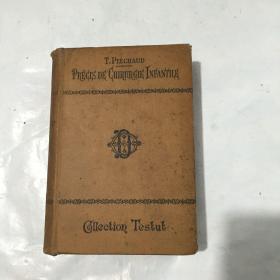 T. PIÉCHAUD
PRÉCIS DE CHIRURGIE INFANTILE
Collection Testut